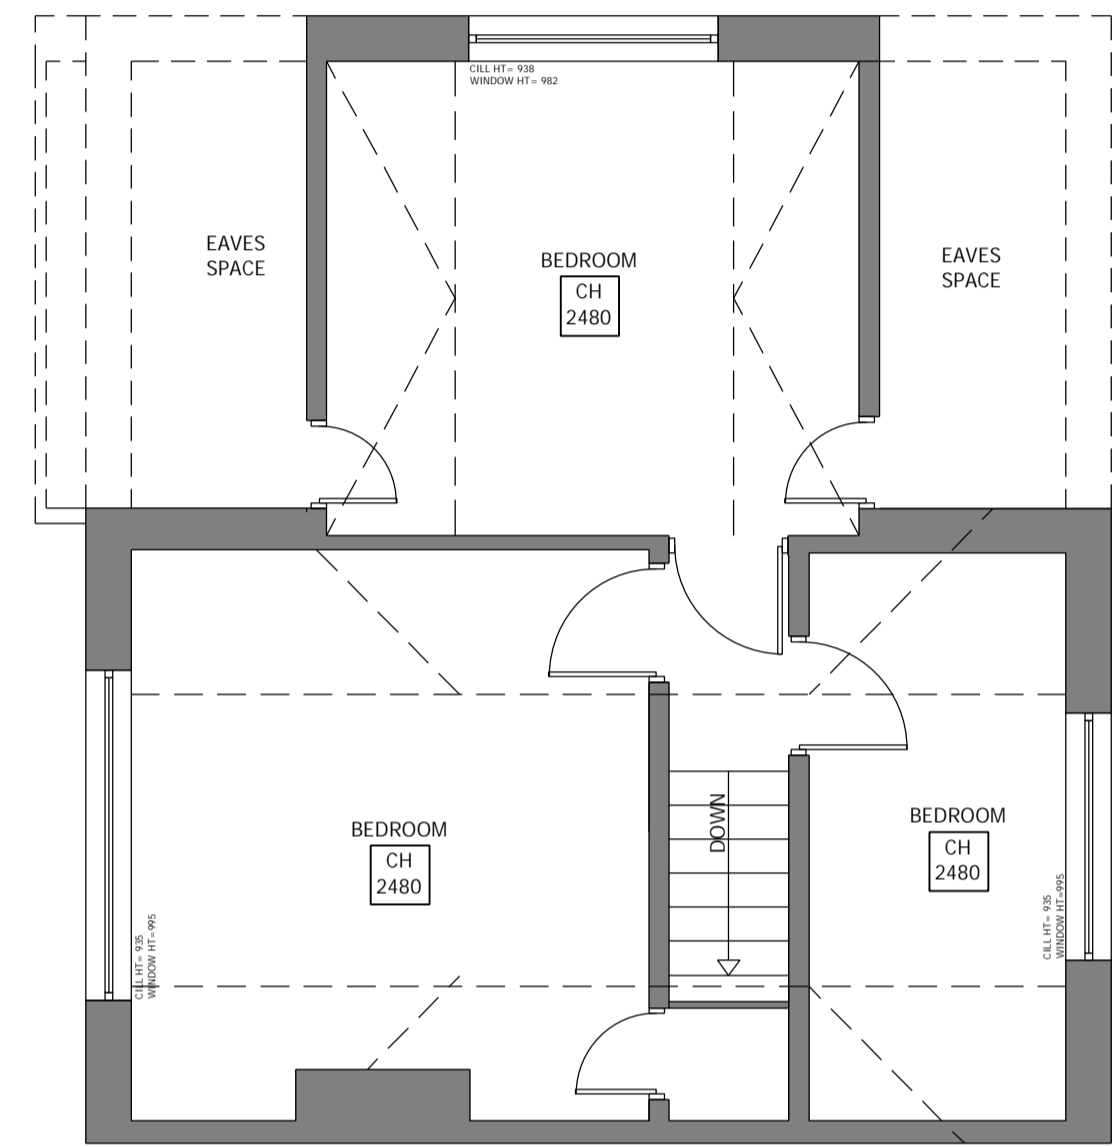 CILL HT= 938
WINDOW HT= 982
EAVES
SPACE
BEDROOM
CH
2480
EAVES
SPACE
DOWN
BEDROOM
CH
2480
BEDROOM
CH
2480
CILL HT= 935
WINDOW HT=995
CILL HT= 935
WINDOW HT=995